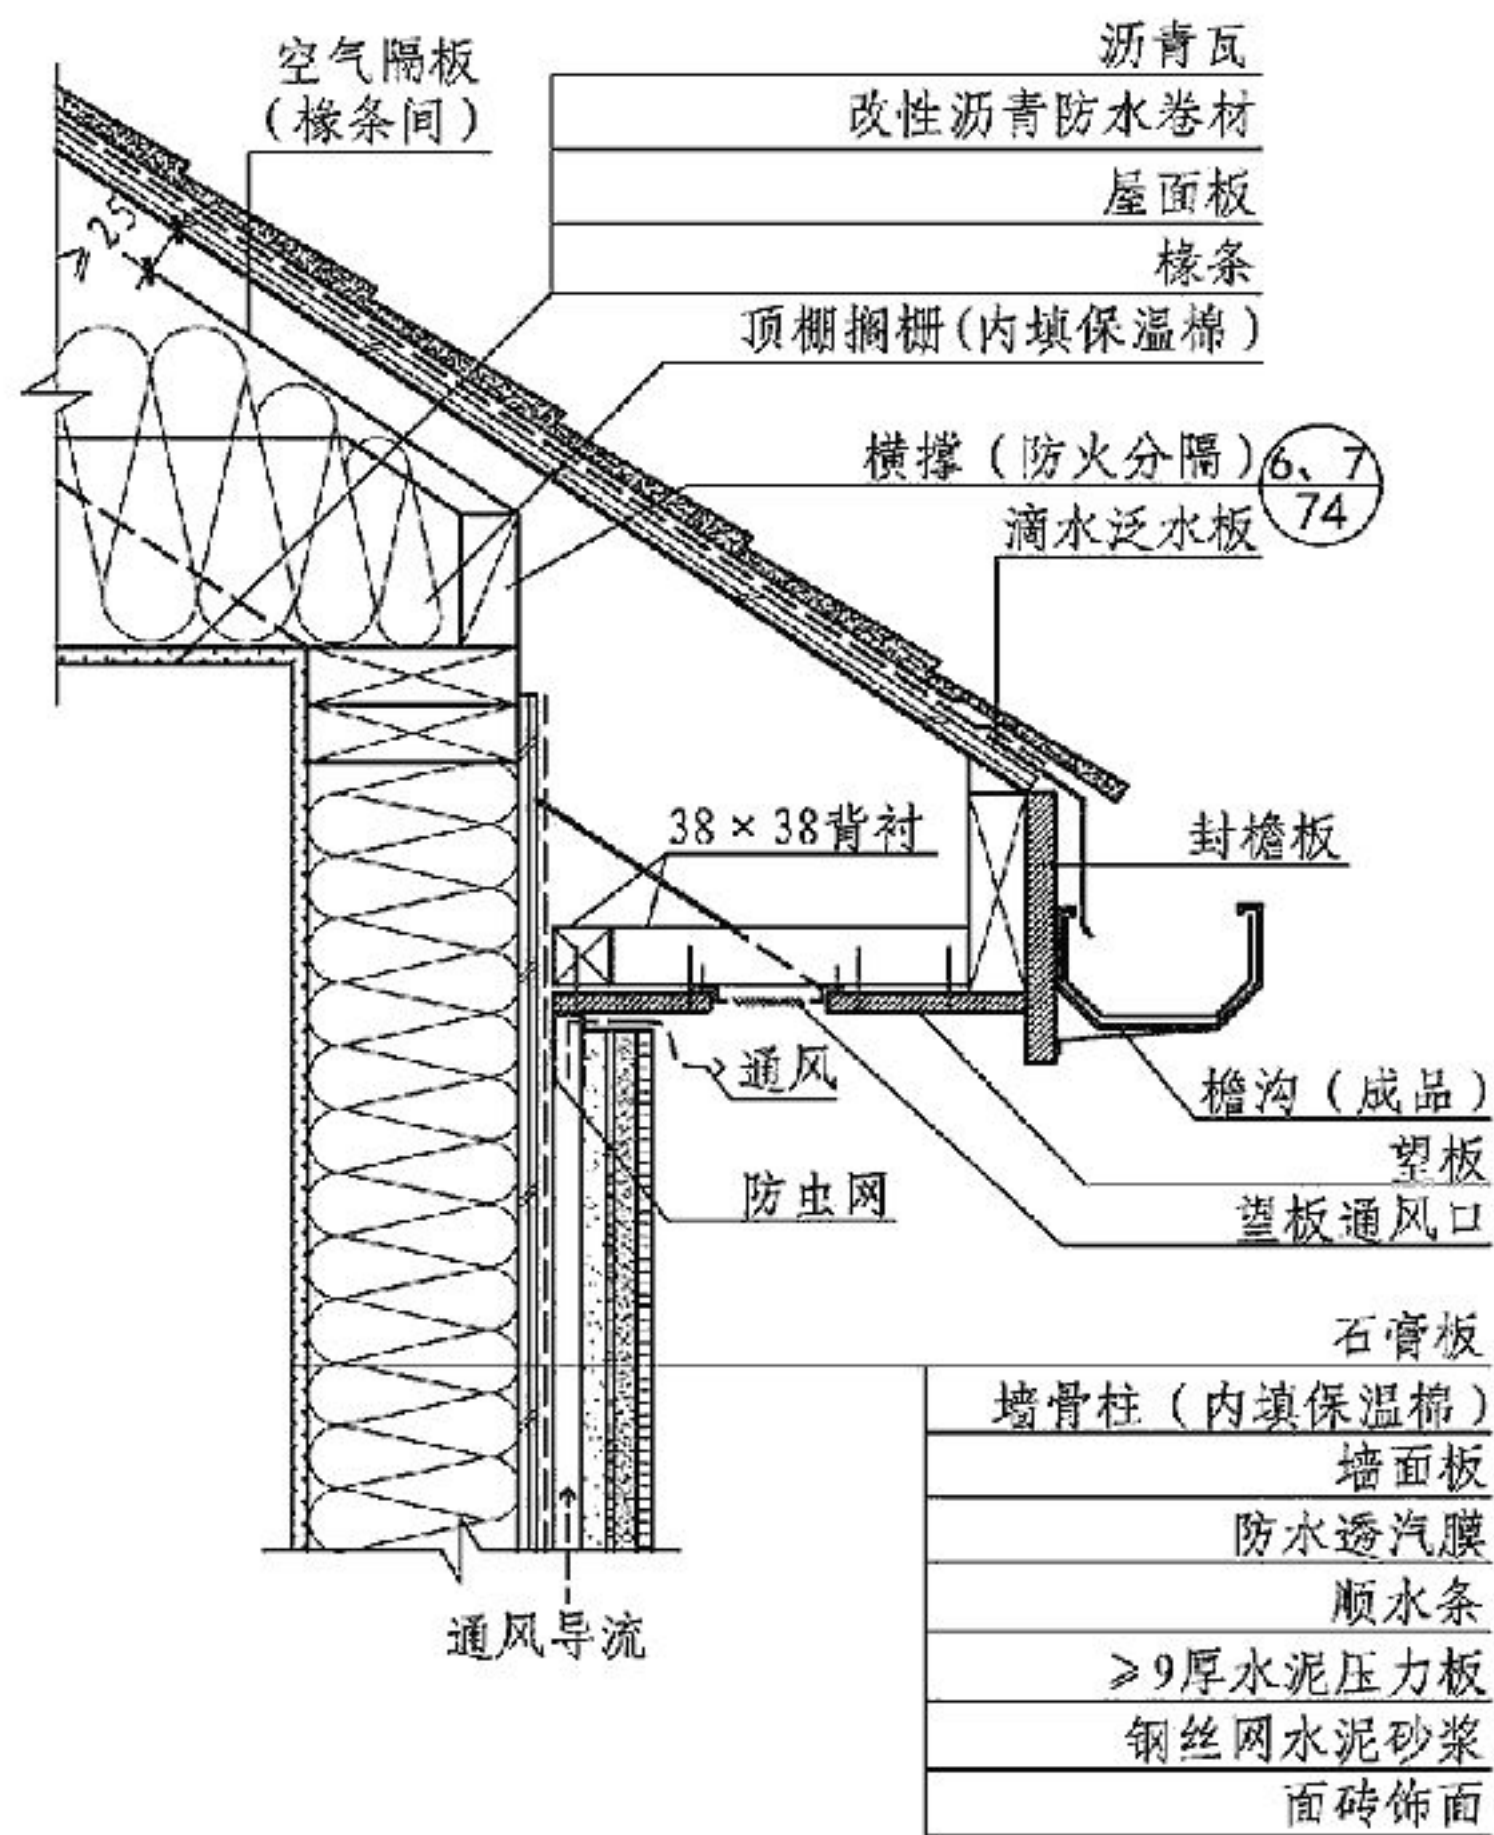 空气隔板
(椽条间)
沥青瓦
改性沥青防水卷材
屋面板
椽条
≥25
顶棚搁栅(内填保温棉)
横撑(防火分隔)
6、7
74
滴水泛水板
38×38背衬
封檐板
通风
檐沟(成品)
望板
防虫网
望板通风口
石膏板
墙骨柱(内填保温棉)
墙面板
防水透汽膜
顺水条
通风导流
≥9厚水泥压力板
钢丝网水泥砂浆
面砖饰面